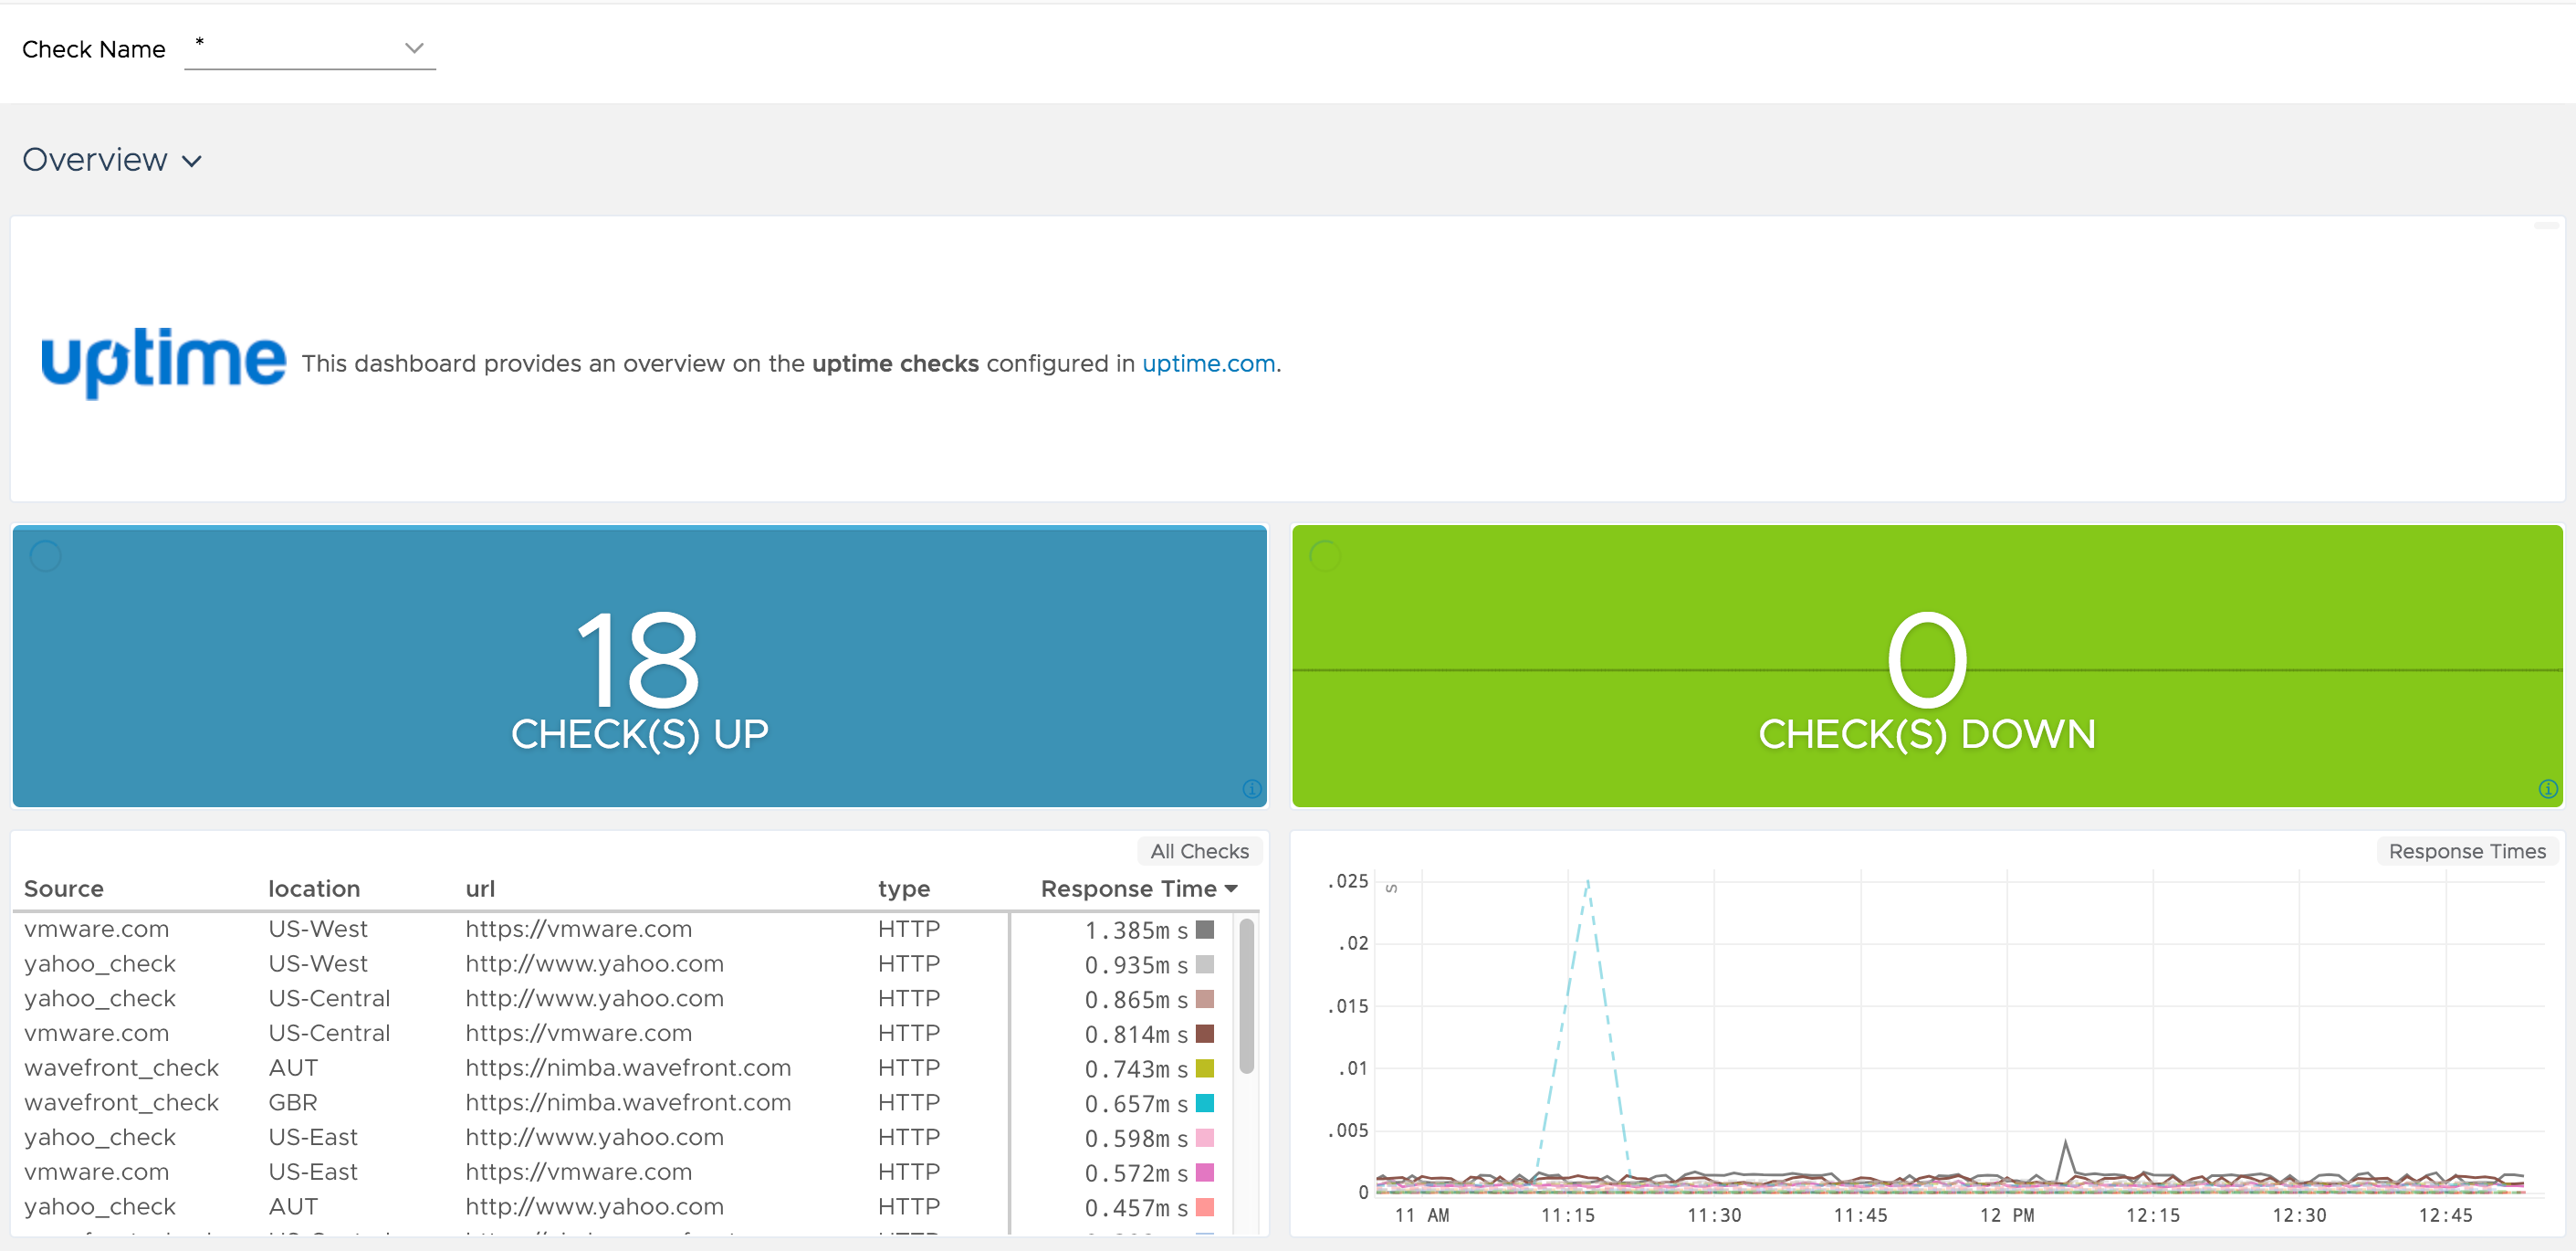 Check Name * 
Overview
uptime This dashboard provides an overview on the uptime checks configured in uptime.com.
18
CHECK(S) UP
0
CHECK(S) DOWN
All Checks
Source location url type Response Time
vmware.com US-West https://vmware.com HTTP 1.385m s
yahoo_check US-West http://www.yahoo.com HTTP 0.935m s
yahoo_check US-Central http://www.yahoo.com HTTP 0.865m s
vmware.com US-Central https://vmware.com HTTP 0.814m s
wavefront_check AUT https://nimba.wavefront.com HTTP 0.743m s
wavefront_check GBR https://nimba.wavefront.com HTTP 0.657m s
yahoo_check US-East http://www.yahoo.com HTTP 0.598m s
vmware.com US-East https://vmware.com HTTP 0.572m s
yahoo_check AUT http://www.yahoo.com HTTP 0.457m s
Response Times
.025 s
.02
.015
.01
.005
0
11 AM 11:15 11:30 11:45 12 PM 12:15 12:30 12:45